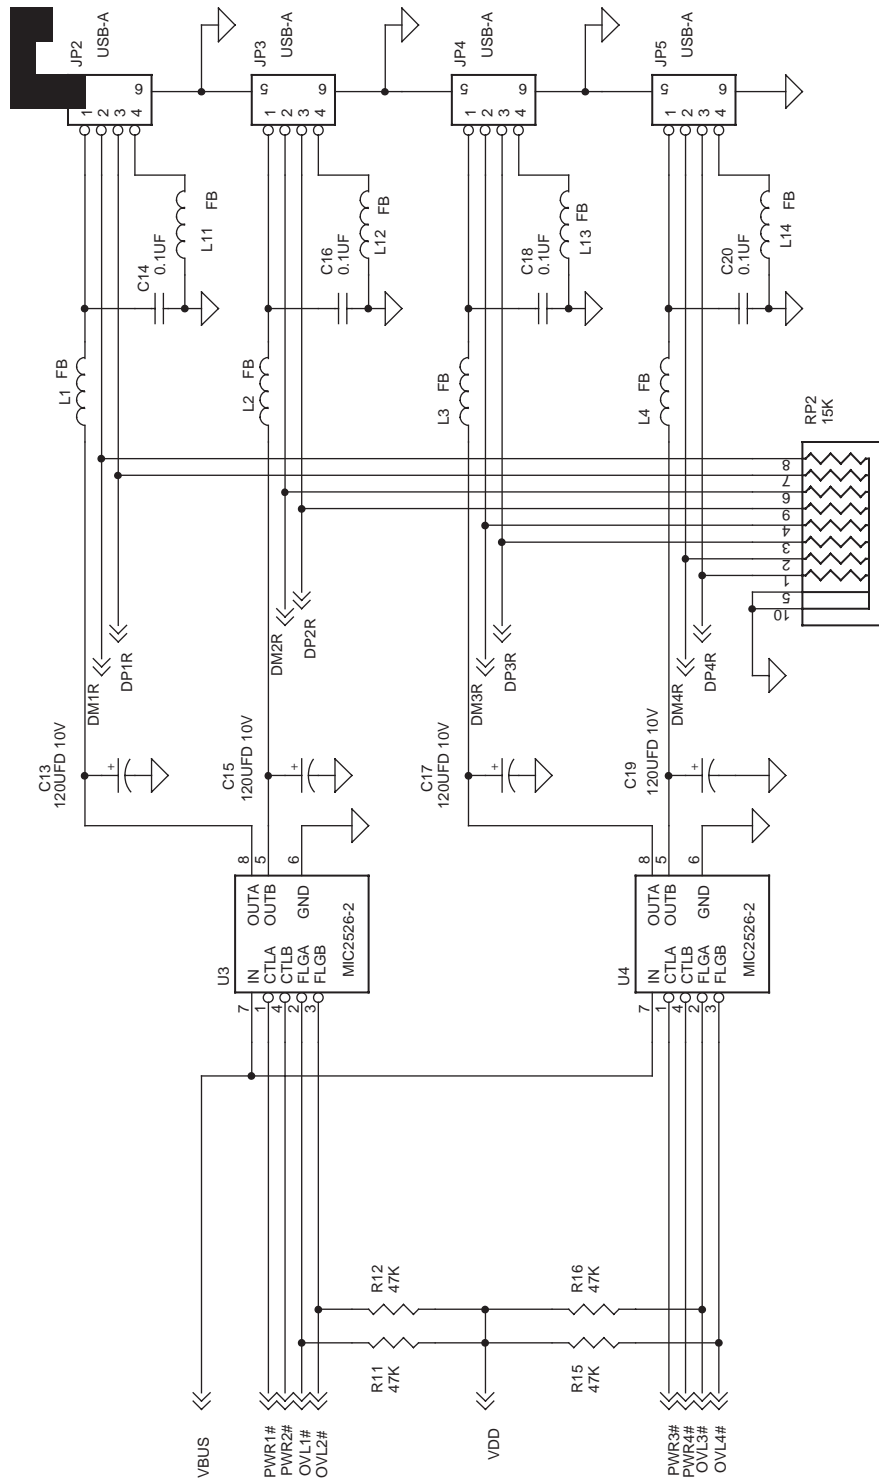 JP2
USB-A
1
2
3
4
6
JP3
USB-A
5
6
1
2
3
4
JP4
USB-A
5
6
1
2
3
4
JP5
USB-A
5
6
1
2
3
4
L11 FB
C14
0.1UF
L12 FB
C16
0.1UF
L13 FB
C18
0.1UF
L14 FB
C20
0.1UF
L1 FB
L2 FB
L3 FB
L4 FB
RP2
15K
8
7
6
9
4
3
2
1
5
10
DM1R
DP1R
DM2R
DP2R
DM3R
DP3R
DM4R
DP4R
C13
120UFD 10V
C15
120UFD 10V
C17
120UFD 10V
C19
120UFD 10V
U3
8 OUTA
5 OUTB
6 GND
7 IN
1 CTLA
4 CTLB
2 FLGA
3 FLGB
MIC2526-2
U4
8 OUTA
5 OUTB
6 GND
7 IN
1 CTLA
4 CTLB
2 FLGA
3 FLGB
MIC2526-2
R12
47K
R16
47K
R11
47K
R15
47K
VBUS
PWR1#
PWR2#
OVL1#
OVL2#
VDD
PWR3#
PWR4#
OVL3#
OVL4#